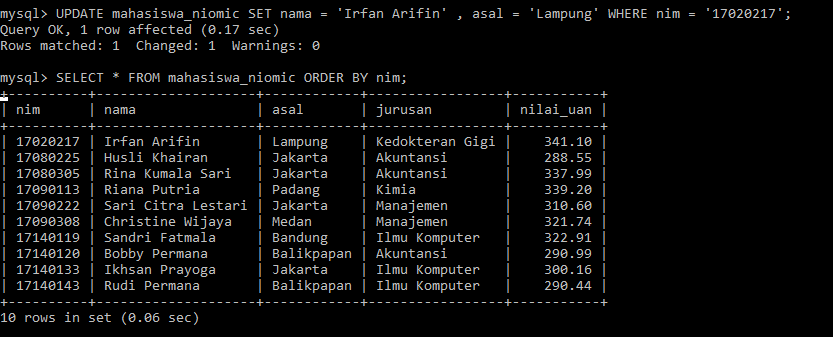 mysql> UPDATE mahasiswa_niomic SET nama = 'Irfan Arifin' , asal = 'Lampung' WHERE nim = '17020217';
Query OK, 1 row affected (0.17 sec)
Rows matched: 1  Changed: 1  Warnings: 0
mysql> SELECT * FROM mahasiswa_niomic ORDER BY nim;
+----------+--------------------+------------+----------------+-----------+
| nim      | nama               | asal       | jurusan        | nilai_uan |
+----------+--------------------+------------+----------------+-----------+
| 17020217 | Irfan Arifin       | Lampung    | Kedokteran Gigi |    341.10 |
| 17080225 | Husli Khairan      | Jakarta    | Akuntansi      |    288.55 |
| 17080305 | Rina Kumala Sari   | Jakarta    | Akuntansi      |    337.99 |
| 17090113 | Riana Putria       | Padang     | Kimia          |    339.20 |
| 17090222 | Sari Citra Lestari | Jakarta    | Manajemen      |    310.60 |
| 17090308 | Christine Wijaya   | Medan      | Manajemen      |    321.74 |
| 17140119 | Sandri Fatmala     | Bandung    | Ilmu Komputer  |    322.91 |
| 17140120 | Bobby Permana      | Balikpapan | Akuntansi      |    290.99 |
| 17140133 | Ikhsan Prayoga     | Jakarta    | Ilmu Komputer  |    300.16 |
| 17140143 | Rudi Permana       | Balikpapan | Ilmu Komputer  |    290.44 |
+----------+--------------------+------------+----------------+-----------+
10 rows in set (0.06 sec)